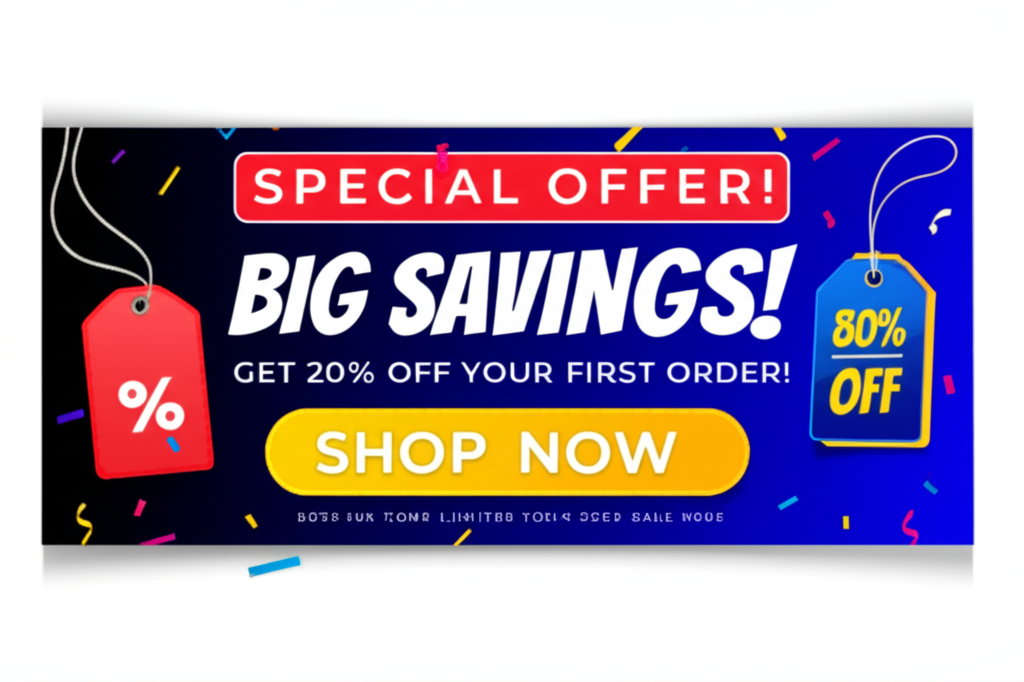 SPECIAL OFFER!
BIG SAVINGS!
GET 20% OFF YOUR FIRST ORDER!
SHOP NOW
%
80%
OFF